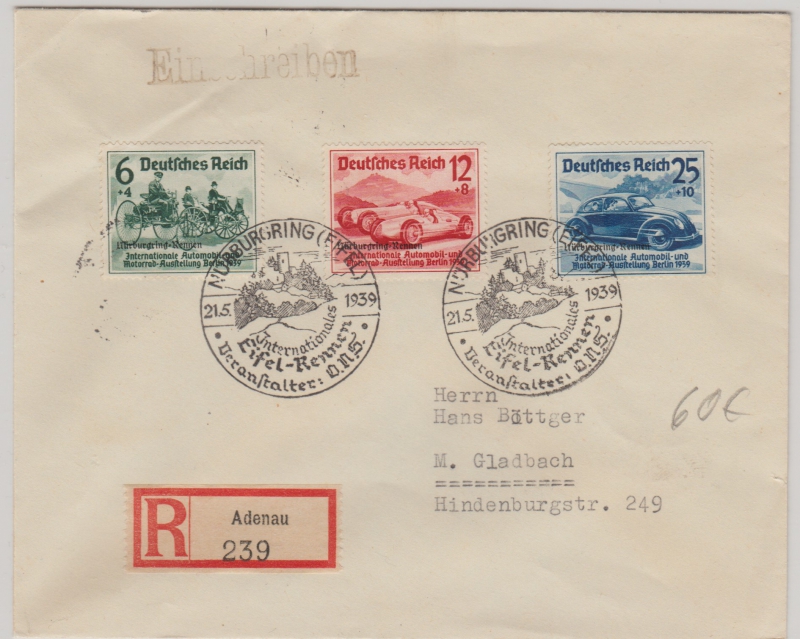 Einschreiben
6
+4
Deutsches Reich
Nürburgring-Rennen
Internationale Automobil- und
Motorrad-Ausstellung Berlin 1939
Deutsches Reich
12
+8
Nürburgring-Rennen
Internationale Automobil- und
Motorrad-Ausstellung Berlin 1939
Deutsches Reich
25
+10
Nürburgring-Rennen
Internationale Automobil- und
Motorrad-Ausstellung Berlin 1939
NÜRBURGRING (EIFEL)
21.5. 1939
Internationales
Eifel-Rennen
Veranstalter: O.N.S.
NÜRBURGRING (EIFEL)
21.5. 1939
Internationales
Eifel-Rennen
Veranstalter: O.N.S.
Herrn
Hans Böttger
M. Gladbach
============
Hindenburgstr. 249
60€
R
Adenau
239